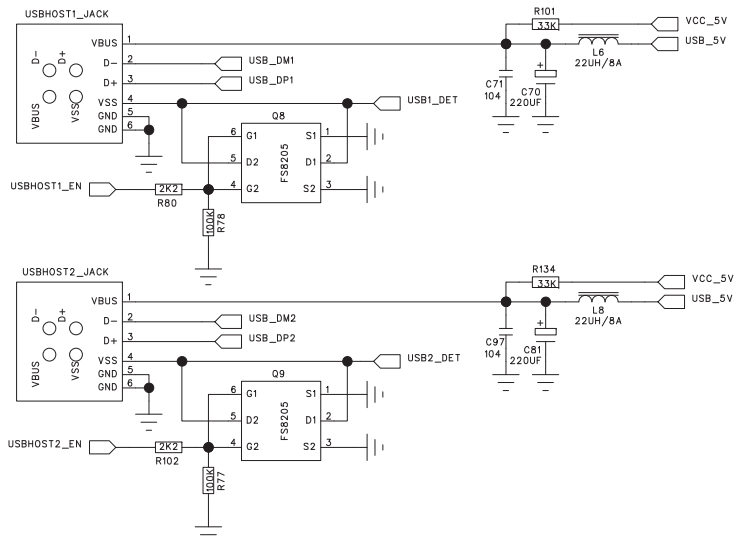 USBHOST1_JACK
VBUS 1
D- 2 USB_DM1
D+ 3 USB_DP1
VSS 4 USB1_DET
GND 5
GND 6
D-
D+
VBUS
VSS
R101
33K
VCC_5V
USB_5V
L6
22UH/8A
C71
104
+
C70
220UF
Q8
6 G1 S1 1
5 D2 D1 2
4 G2 S2 3
FS8205
USBHOST1_EN
2K2
R80
100K
R78
USBHOST2_JACK
VBUS 1
D- 2 USB_DM2
D+ 3 USB_DP2
VSS 4 USB2_DET
GND 5
GND 6
D-
D+
VBUS
VSS
R134
33K
VCC_5V
USB_5V
L8
22UH/8A
C97
104
+
C81
220UF
Q9
6 G1 S1 1
5 D2 D1 2
4 G2 S2 3
FS8205
USBHOST2_EN
2K2
R102
100K
R77